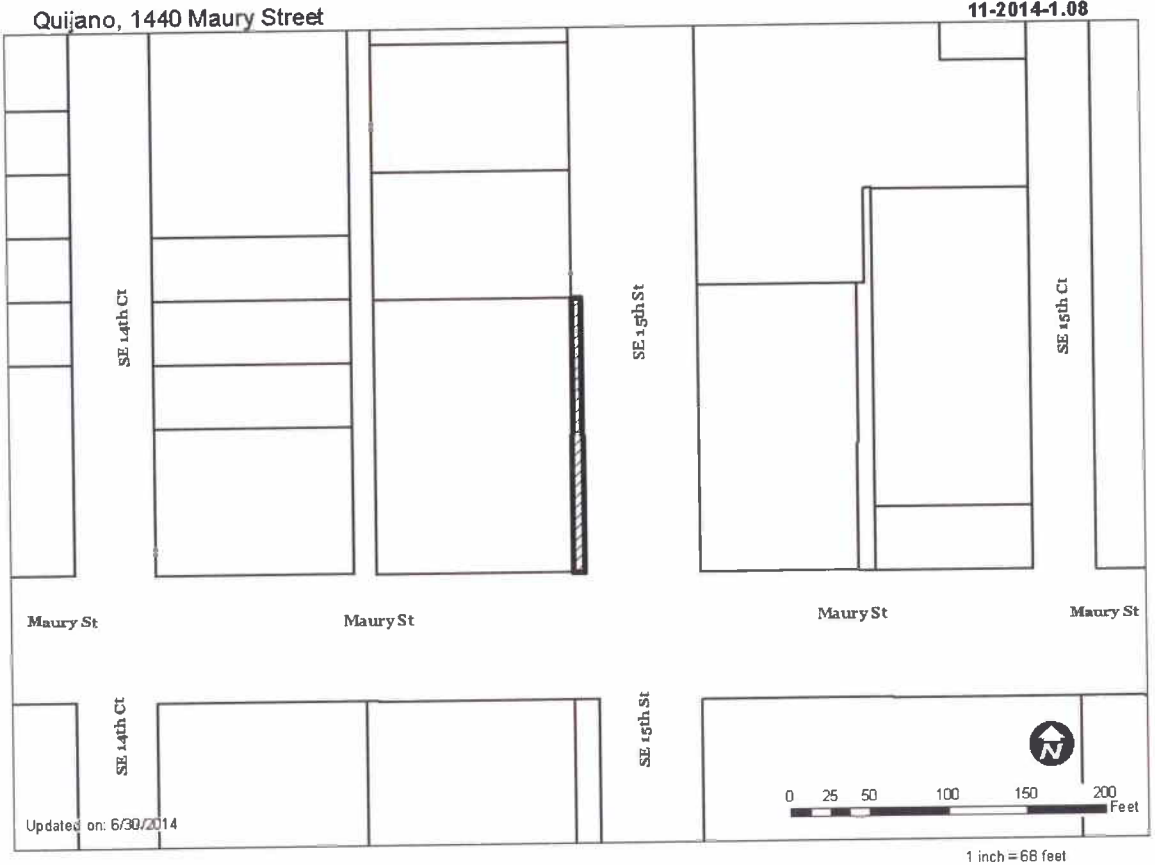 Quijano, 1440 Maury Street
11-2014-1.08
SE 14th Ct
SE 15th St
SE 15th Ct
Maury St
Maury St
Maury St
Maury St
SE 14th Ct
SE 15th St
N
0 25 50 100 150 200
Feet
Updated on: 6/30/2014
1 inch = 68 feet